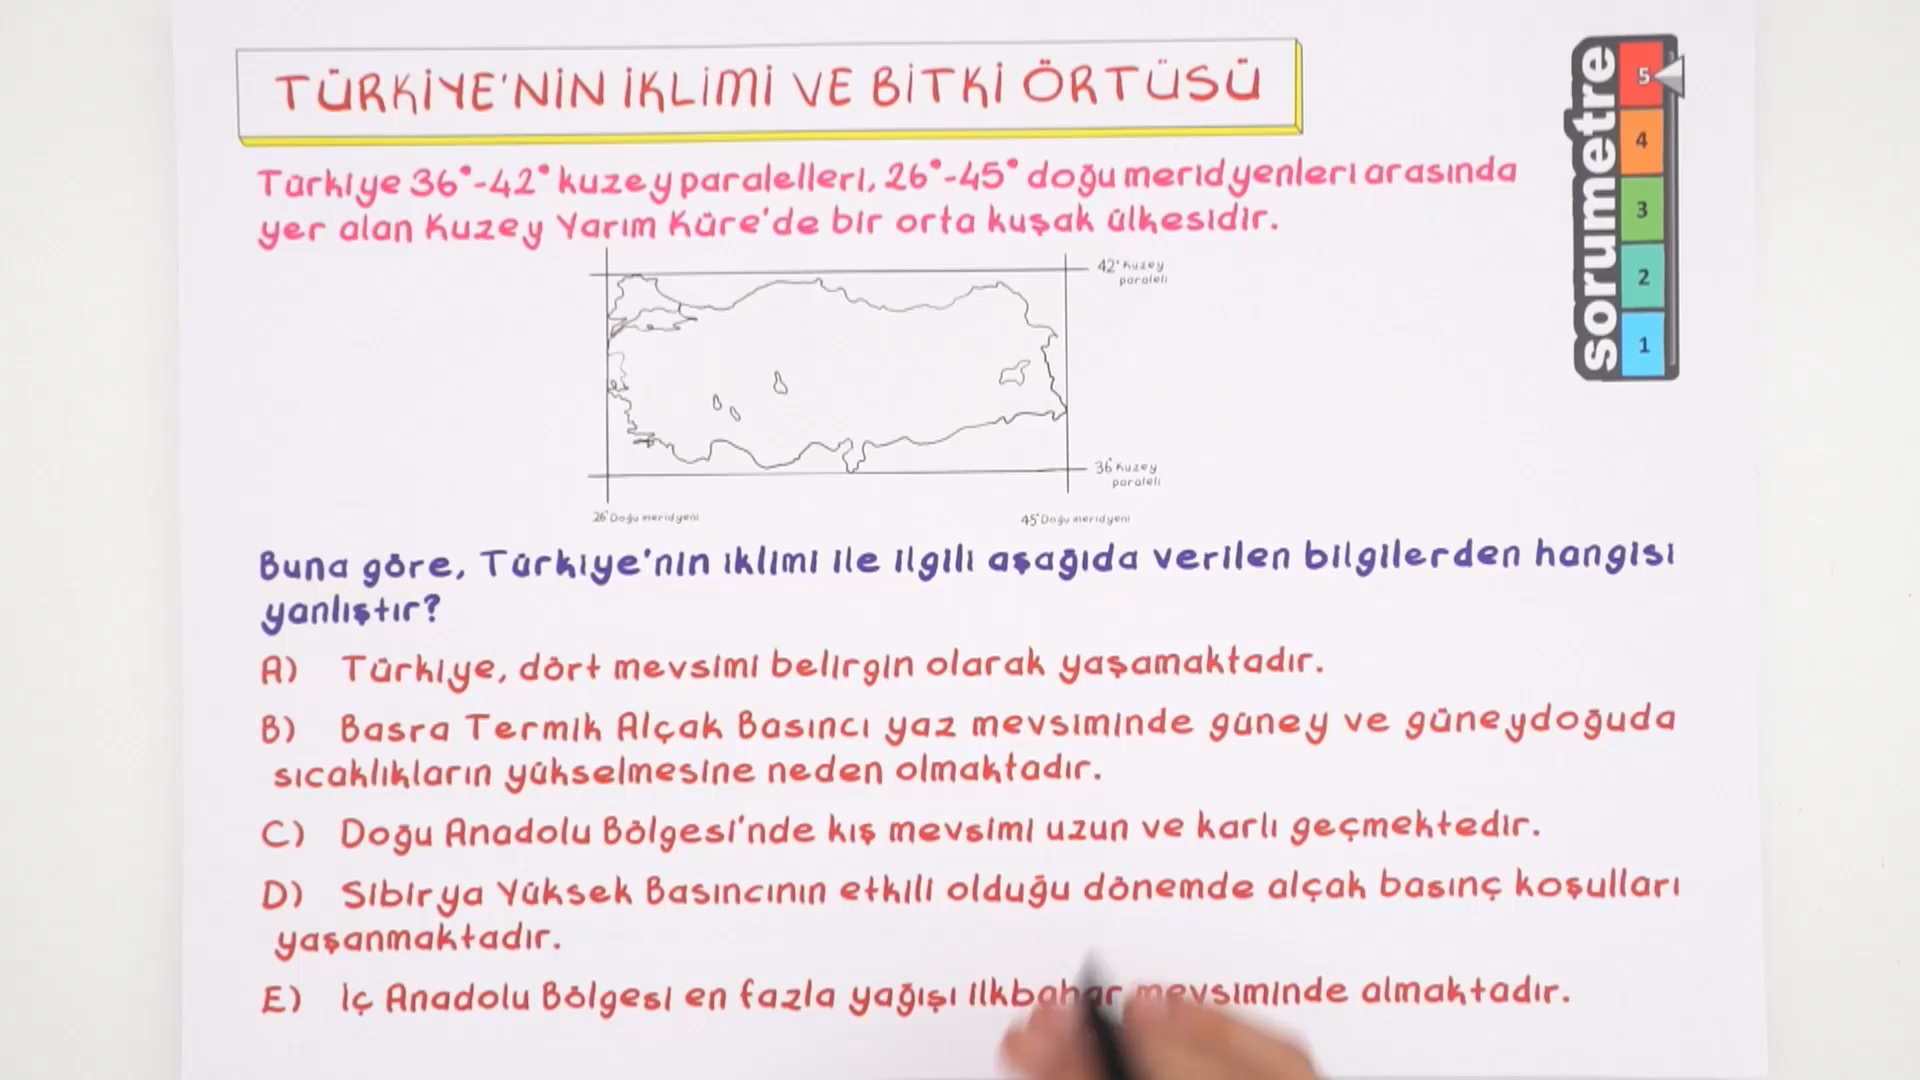 TÜRKİYE'NİN İKLİMİ VE BİTKİ ÖRTÜSÜ
Türkiye 36°-42° kuzey paralelleri, 26°-45° doğu meridyenleri arasında
yer alan Kuzey Yarım Küre'de bir orta kuşak ülkesidir.
42° Kuzey
paraleli
36° Kuzey
paraleli
26° Doğu meridyeni
45° Doğu meridyeni
Buna göre, Türkiye'nin iklimi ile ilgili aşağıda verilen bilgilerden hangisi
yanlıştır?
A) Türkiye, dört mevsimi belirgin olarak yaşamaktadır.
B) Basra Termik Alçak Basıncı yaz mevsiminde güney ve güneydoğuda
sıcaklıkların yükselmesine neden olmaktadır.
C) Doğu Anadolu Bölgesi'nde kış mevsimi uzun ve karlı geçmektedir.
D) Sibirya Yüksek Basıncının etkili olduğu dönemde alçak basınç koşulları
yaşanmaktadır.
E) İç Anadolu Bölgesi en fazla yağışı ilkbahar mevsiminde almaktadır.
sorumetre
5
4
3
2
1